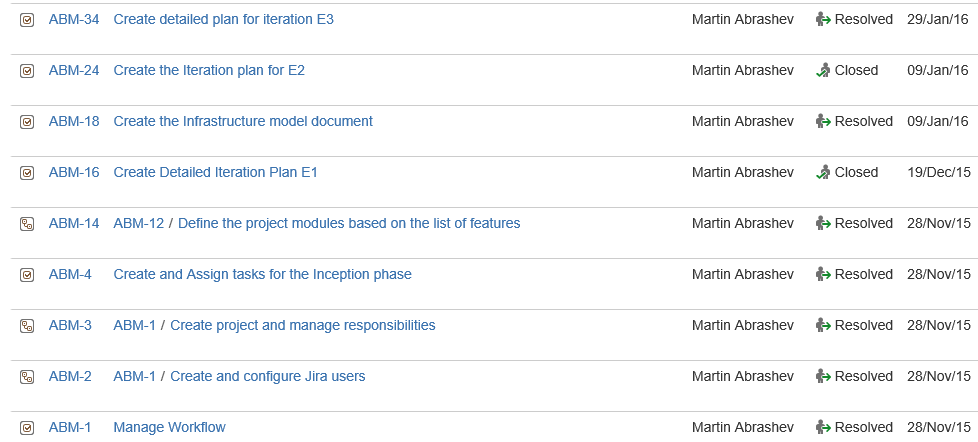 ABM-34 Create detailed plan for iteration E3 Martin Abrashev Resolved 29/Jan/16
ABM-24 Create the Iteration plan for E2 Martin Abrashev Closed 09/Jan/16
ABM-18 Create the Infrastructure model document Martin Abrashev Resolved 09/Jan/16
ABM-16 Create Detailed Iteration Plan E1 Martin Abrashev Closed 19/Dec/15
ABM-14 ABM-12 / Define the project modules based on the list of features Martin Abrashev Resolved 28/Nov/15
ABM-4 Create and Assign tasks for the Inception phase Martin Abrashev Resolved 28/Nov/15
ABM-3 ABM-1 / Create project and manage responsibilities Martin Abrashev Resolved 28/Nov/15
ABM-2 ABM-1 / Create and configure Jira users Martin Abrashev Resolved 28/Nov/15
ABM-1 Manage Workflow Martin Abrashev Resolved 28/Nov/15